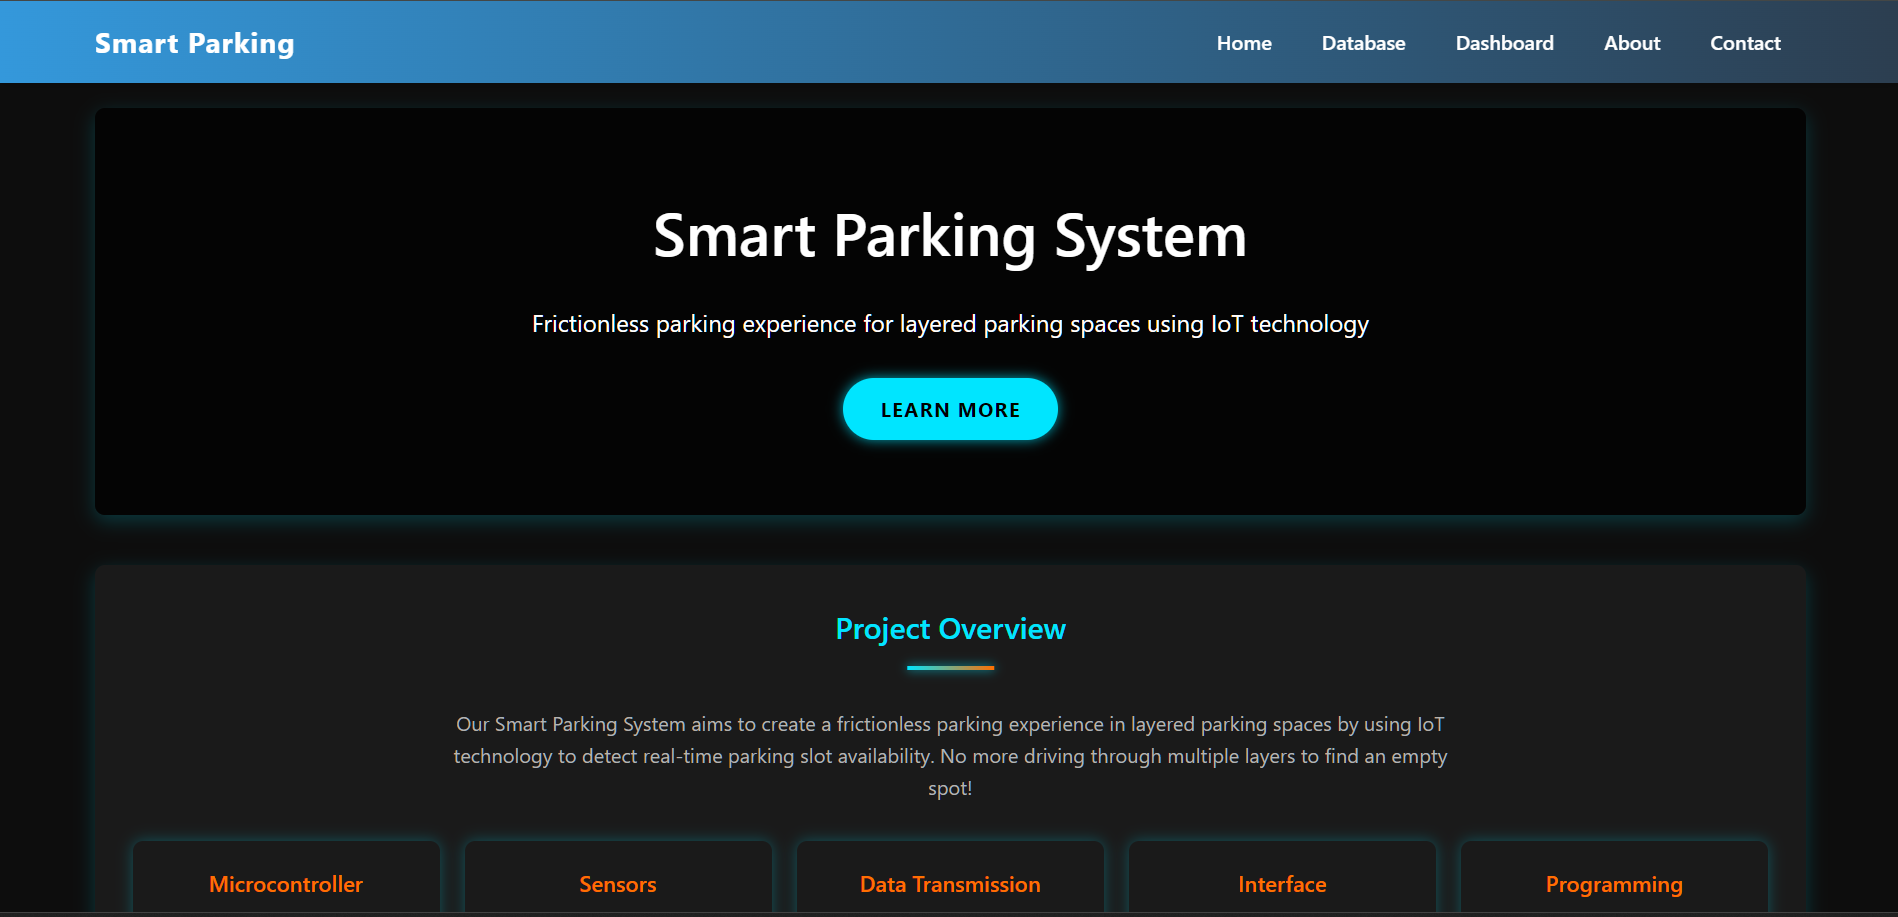 Smart Parking
Home Database Dashboard About Contact
Smart Parking System
Frictionless parking experience for layered parking spaces using IoT technology
LEARN MORE
Project Overview
Our Smart Parking System aims to create a frictionless parking experience in layered parking spaces by using IoT
technology to detect real-time parking slot availability. No more driving through multiple layers to find an empty
spot!
Microcontroller
Sensors
Data Transmission
Interface
Programming